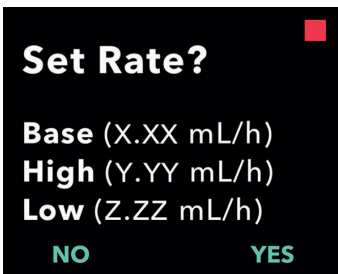 Set Rate?
Base (X.XX mL/h)
High (Y.YY mL/h)
Low (Z.ZZ mL/h)
NO YES